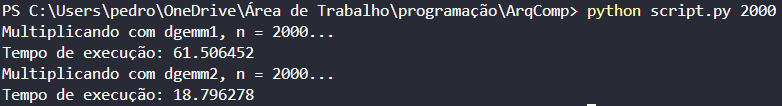 PS C:\Users\pedro\OneDrive\Área de Trabalho\programação\ArqComp> python script.py 2000
Multiplicando com dgemm1, n = 2000...
Tempo de execução: 61.506452
Multiplicando com dgemm2, n = 2000...
Tempo de execução: 18.796278